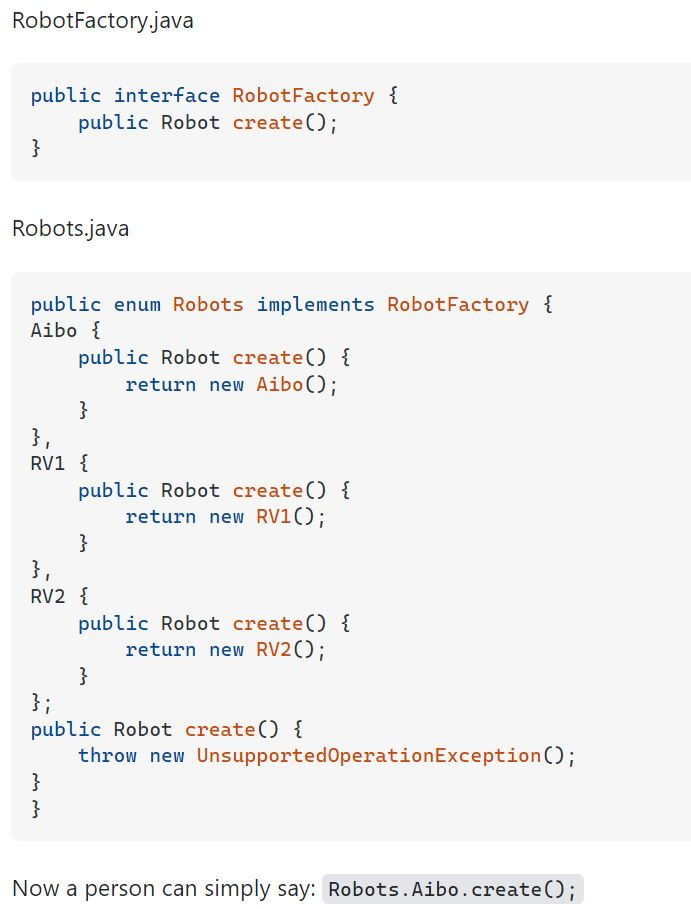 RobotFactory.java
public interface RobotFactory {
    public Robot create();
}
Robots.java
public enum Robots implements RobotFactory {
Aibo {
    public Robot create() {
        return new Aibo();
    }
},
RV1 {
    public Robot create() {
        return new RV1();
    }
},
RV2 {
    public Robot create() {
        return new RV2();
    }
};
public Robot create() {
    throw new UnsupportedOperationException();
}
}
Now a person can simply say: Robots.Aibo.create();